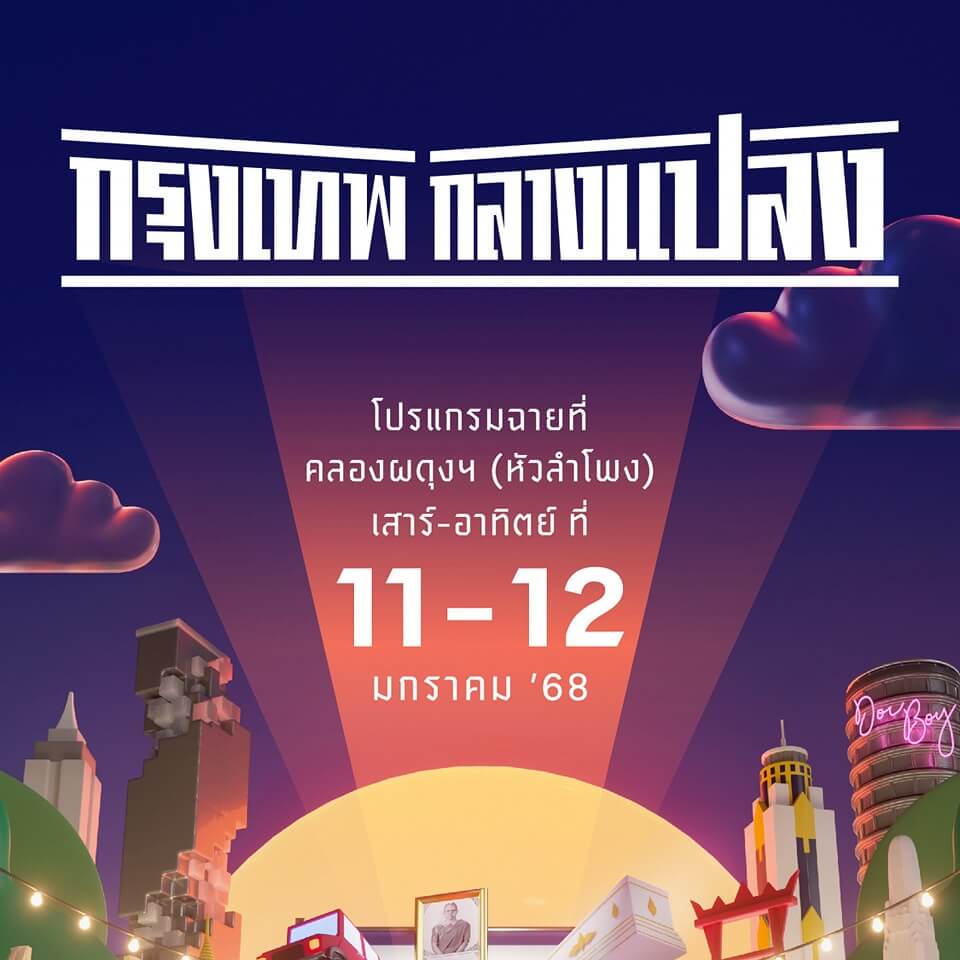 กรุงเทพ กลางแปลง
โปรแกรมฉายที่
คลองผดุงฯ (หัวลำโพง)
เสาร์-อาทิตย์ ที่
11-12
มกราคม '68
Doi Boy